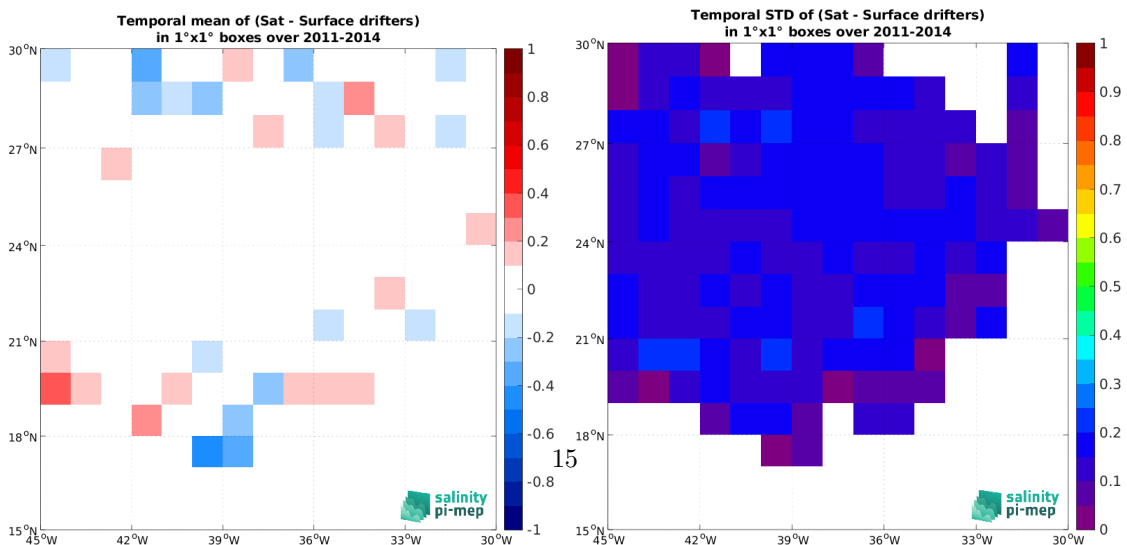 Temporal mean of (Sat - Surface drifters)
in 1°x1° boxes over 2011-2014
30°N
27°N
24°N
21°N
18°N
15°N
45°W
42°W
39°W
36°W
33°W
30°W
1
0.8
0.6
0.4
0.2
0
-0.2
-0.4
-0.6
-0.8
-1
salinity
pi-mep
Temporal STD of (Sat - Surface drifters)
in 1°x1° boxes over 2011-2014
30°N
27°N
24°N
21°N
18°N
15°N
45°W
42°W
39°W
36°W
33°W
30°W
1
0.9
0.8
0.7
0.6
0.5
0.4
0.3
0.2
0.1
0
salinity
pi-mep
15